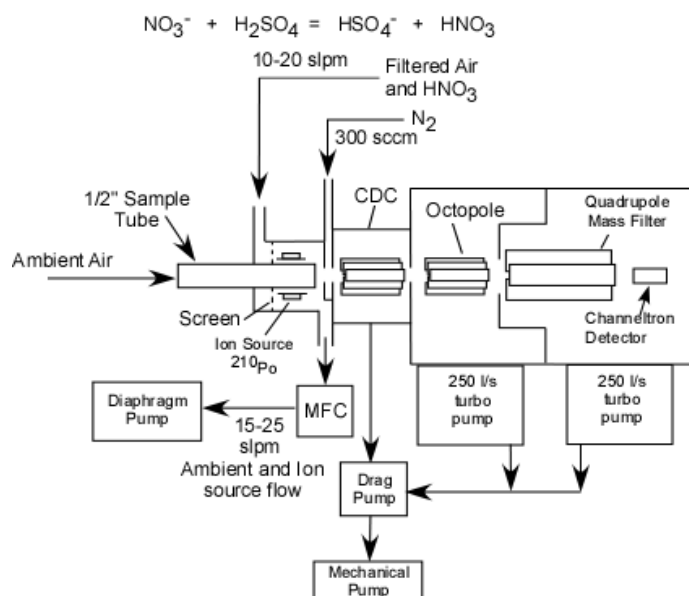 NO₃⁻ + H₂SO₄ = HSO₄⁻ + HNO₃
10-20 slpm
Filtered Air
and HNO₃
N₂
300 sccm
1/2" Sample
Tube
CDC
Octopole
Quadrupole
Mass Filter
Ambient Air
Screen
Ion Source
²¹⁰Po
Channeltron
Detector
Diaphragm
Pump
MFC
15-25
slpm
Ambient and Ion
source flow
250 l/s
turbo
pump
250 l/s
turbo
pump
Drag
Pump
Mechanical
Pump